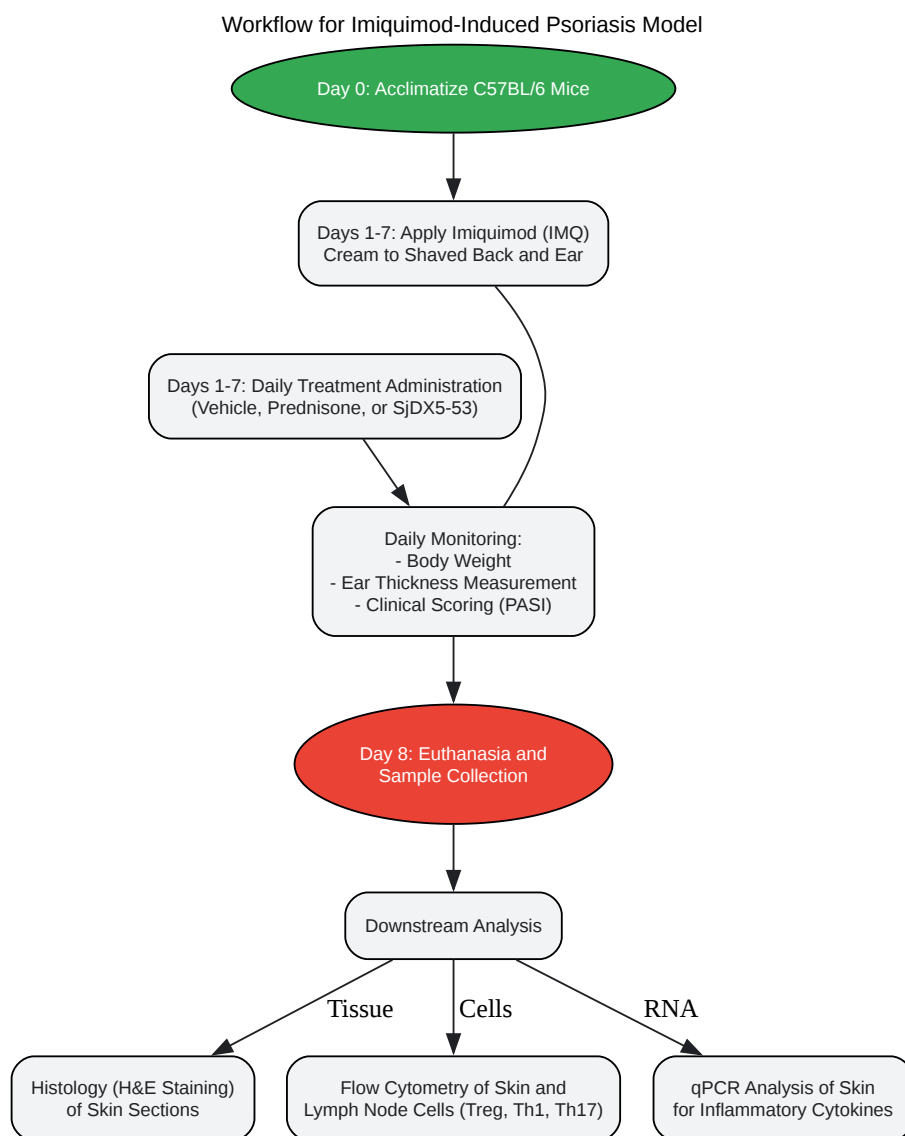 Workflow for Imiquimod-Induced Psoriasis Model
Day 0: Acclimatize C57BL/6 Mice
Days 1-7: Apply Imiquimod (IMQ)
Cream to Shaved Back and Ear
Days 1-7: Daily Treatment Administration
(Vehicle, Prednisone, or SjDX5-53)
Daily Monitoring:
- Body Weight
- Ear Thickness Measurement
- Clinical Scoring (PASI)
Day 8: Euthanasia and
Sample Collection
Downstream Analysis
Tissue
Cells
RNA
Histology (H&E Staining)
of Skin Sections
Flow Cytometry of Skin and
Lymph Node Cells (Treg, Th1, Th17)
qPCR Analysis of Skin
for Inflammatory Cytokines